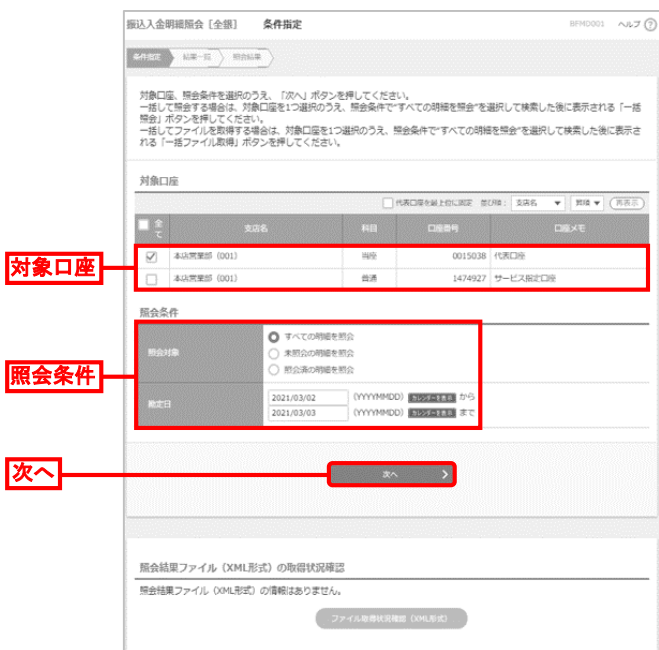 振込入金明細照会［全銀］ 条件指定 BFMD001 ヘルプ ?
条件指定 結果一覧 照会結果
対象口座、照会条件を選択のうえ、「次へ」ボタンを押してください。
一括して照会する場合は、対象口座を1つ選択のうえ、照会条件で"すべての明細を照会"を選択して検索した後に表示される「一括
照会」ボタンを押してください。
一括してファイルを取得する場合は、対象口座を1つ選択のうえ、照会条件で"すべての明細を照会"を選択して検索した後に表示さ
れる「一括ファイル取得」ボタンを押してください。
対象口座
代表口座を最上位に固定 並び順： 支店名 昇順 再表示
全て 支店名 科目 口座番号 口座メモ
対象口座
本店営業部（001） 当座 0015038 代表口座
本店営業部（001） 普通 1474927 サービス指定口座
照会条件
照会条件
照会対象
すべての明細を照会
未照会の明細を照会
照会済の明細を照会
勘定日
2021/03/02 (YYYYMMDD) カレンダーを表示 から
2021/03/03 (YYYYMMDD) カレンダーを表示 まで
次へ
次へ
照会結果ファイル（XML形式）の取得状況確認
照会結果ファイル（XML形式）の情報はありません。
ファイル取得状況確認（XML形式）